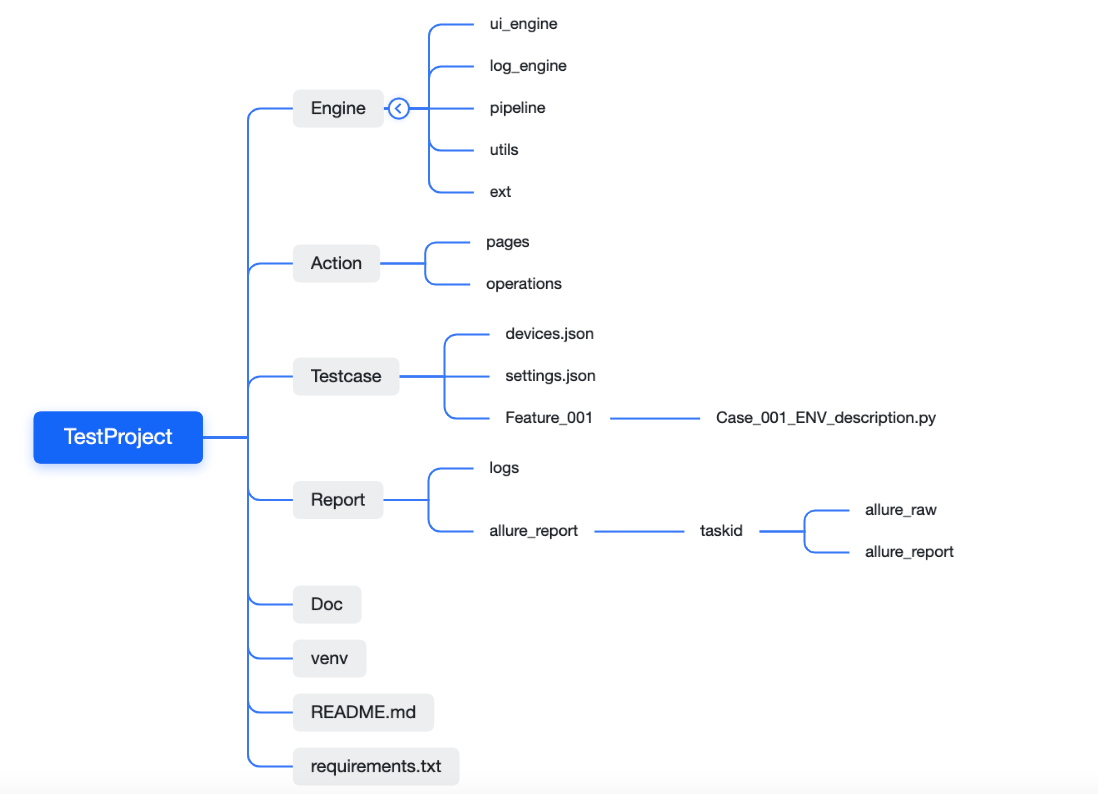 TestProject
Engine
ui_engine
log_engine
pipeline
utils
ext
Action
pages
operations
Testcase
devices.json
settings.json
Feature_001
Case_001_ENV_description.py
Report
logs
allure_report
taskid
allure_raw
allure_report
Doc
venv
README.md
requirements.txt